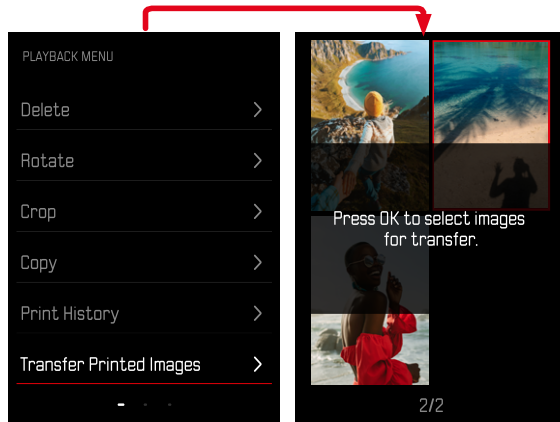 PLAYBACK MENU
Delete
Rotate
Crop
Copy
Print History
Transfer Printed Images
Press OK to select images
for transfer.
2/2